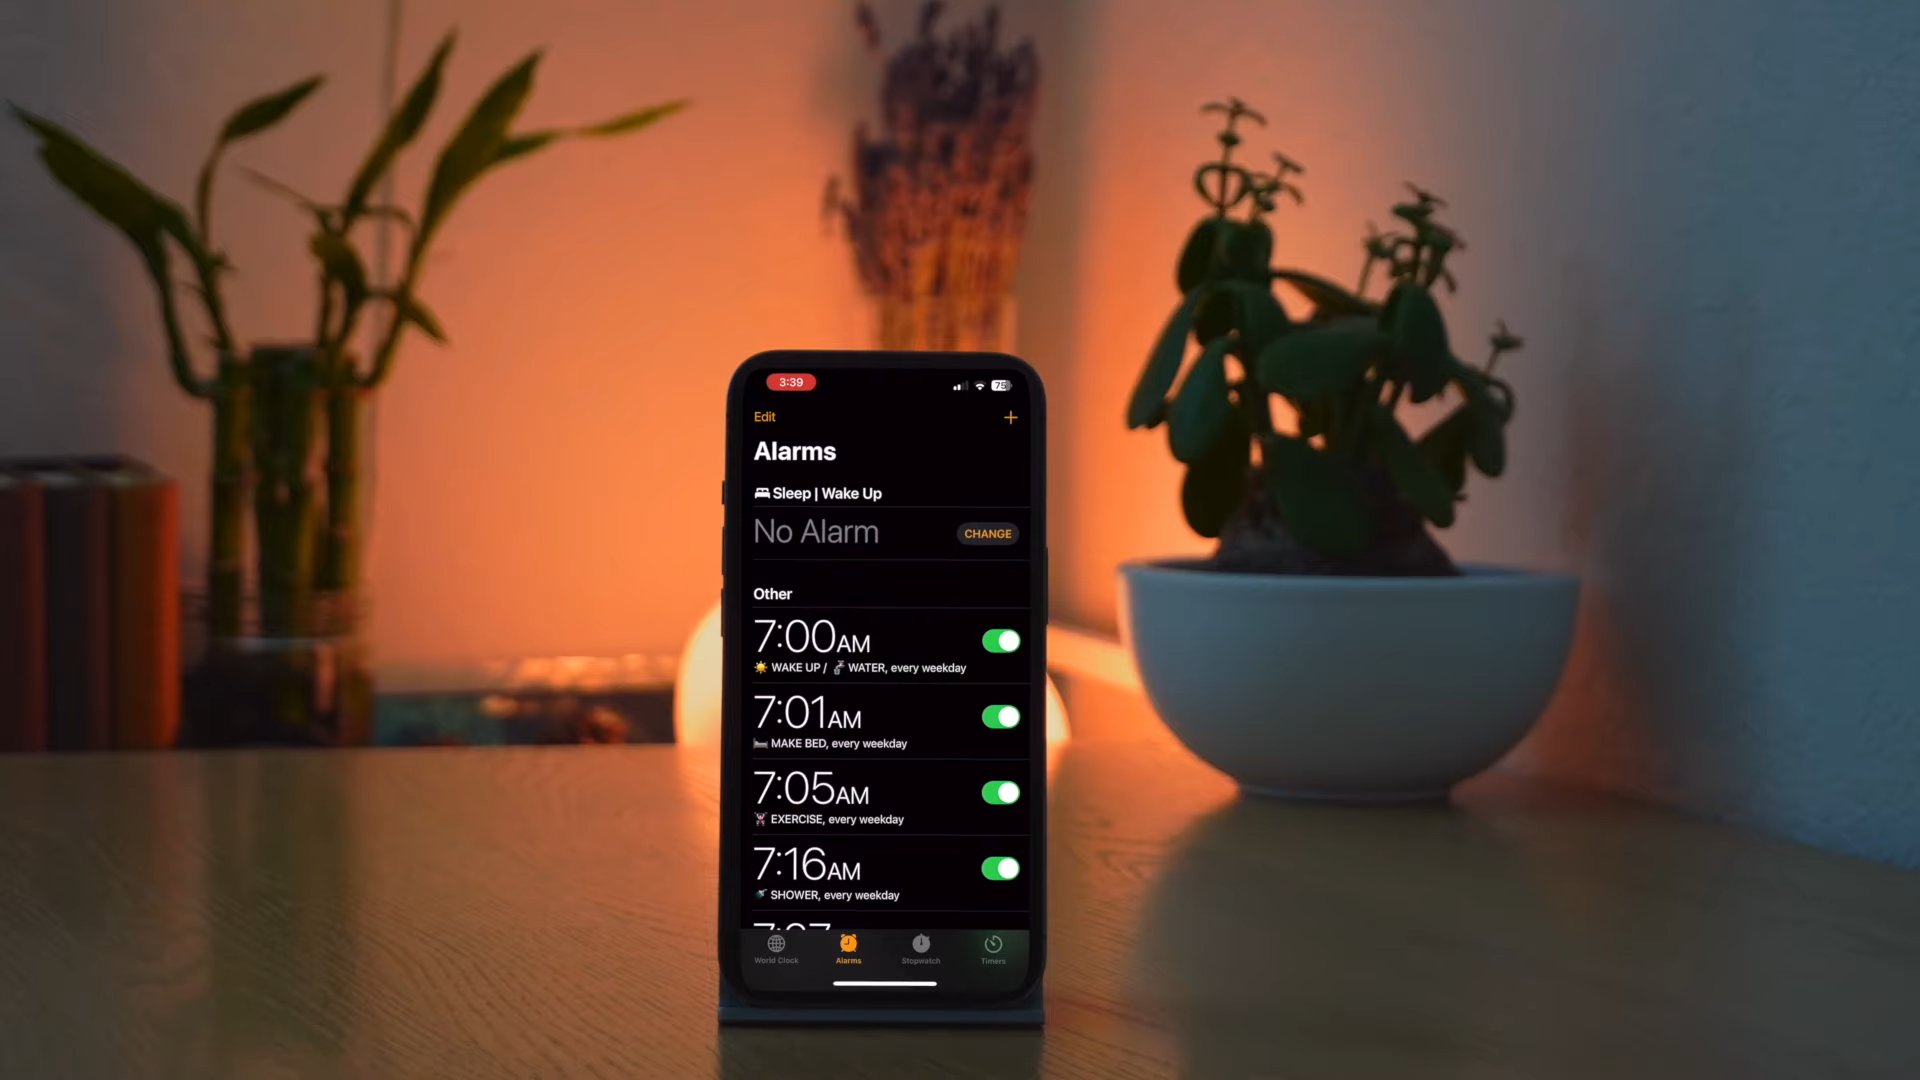 3:39
75
Edit
+
Alarms
Sleep | Wake Up
No Alarm
CHANGE
Other
7:00AM
WAKE UP / WATER, every weekday
7:01AM
MAKE BED, every weekday
7:05AM
EXERCISE, every weekday
7:16AM
SHOWER, every weekday
World Clock
Alarms
Stopwatch
Timers